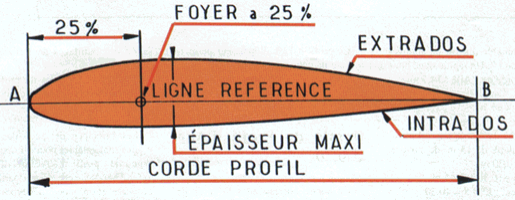 FOYER a 25 %
25 %
EXTRADOS
A
LIGNE REFERENCE
B
INTRADOS
ÉPAISSEUR MAXI
CORDE PROFIL